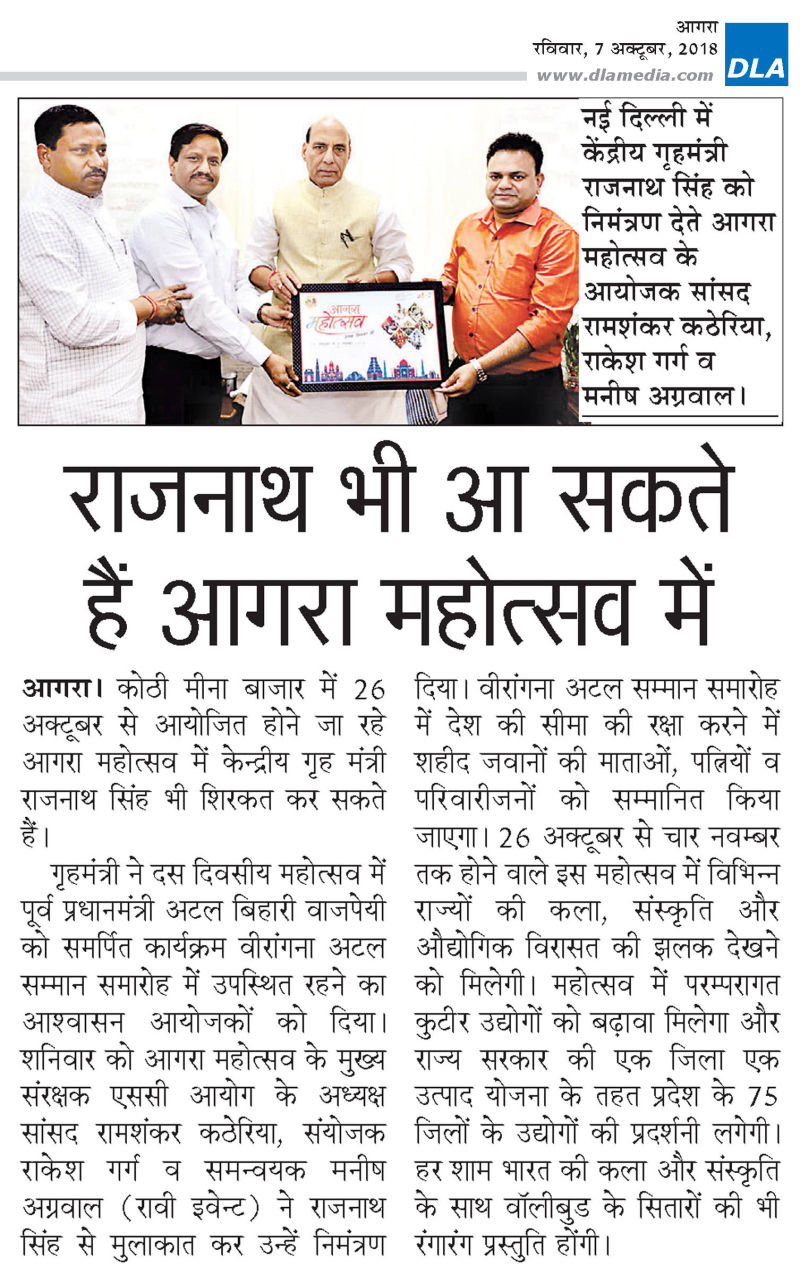 आगरा
रविवार, 7 अक्टूबर, 2018
www.dlamedia.com
DLA
नई दिल्ली में
केंद्रीय गृहमंत्री
राजनाथ सिंह को
निमंत्रण देते आगरा
महोत्सव के
आयोजक सांसद
रामशंकर कठेरिया,
राकेश गर्ग व
मनीष अग्रवाल।
आगरा
महोत्सव
राजनाथ भी आ सकते
हैं आगरा महोत्सव में
आगरा। कोठी मीना बाजार में 26
अक्टूबर से आयोजित होने जा रहे
आगरा महोत्सव में केन्द्रीय गृह मंत्री
राजनाथ सिंह भी शिरकत कर सकते
हैं।
गृहमंत्री ने दस दिवसीय महोत्सव में
पूर्व प्रधानमंत्री अटल बिहारी वाजपेयी
को समर्पित कार्यक्रम वीरांगना अटल
सम्मान समारोह में उपस्थित रहने का
आश्वासन आयोजकों को दिया।
शनिवार को आगरा महोत्सव के मुख्य
संरक्षक एससी आयोग के अध्यक्ष
सांसद रामशंकर कठेरिया, संयोजक
राकेश गर्ग व समन्वयक मनीष
अग्रवाल (रावी इवेन्ट) ने राजनाथ
सिंह से मुलाकात कर उन्हें निमंत्रण
दिया। वीरांगना अटल सम्मान समारोह
में देश की सीमा की रक्षा करने में
शहीद जवानों की माताओं, पत्नियों व
परिवारीजनों को सम्मानित किया
जाएगा। 26 अक्टूबर से चार नवम्बर
तक होने वाले इस महोत्सव में विभिन्न
राज्यों की कला, संस्कृति और
औद्योगिक विरासत की झलक देखने
को मिलेगी। महोत्सव में परम्परागत
कुटीर उद्योगों को बढ़ावा मिलेगा और
राज्य सरकार की एक जिला एक
उत्पाद योजना के तहत प्रदेश के 75
जिलों के उद्योगों की प्रदर्शनी लगेगी।
हर शाम भारत की कला और संस्कृति
के साथ वॉलीबुड के सितारों की भी
रंगारंग प्रस्तुति होंगी।